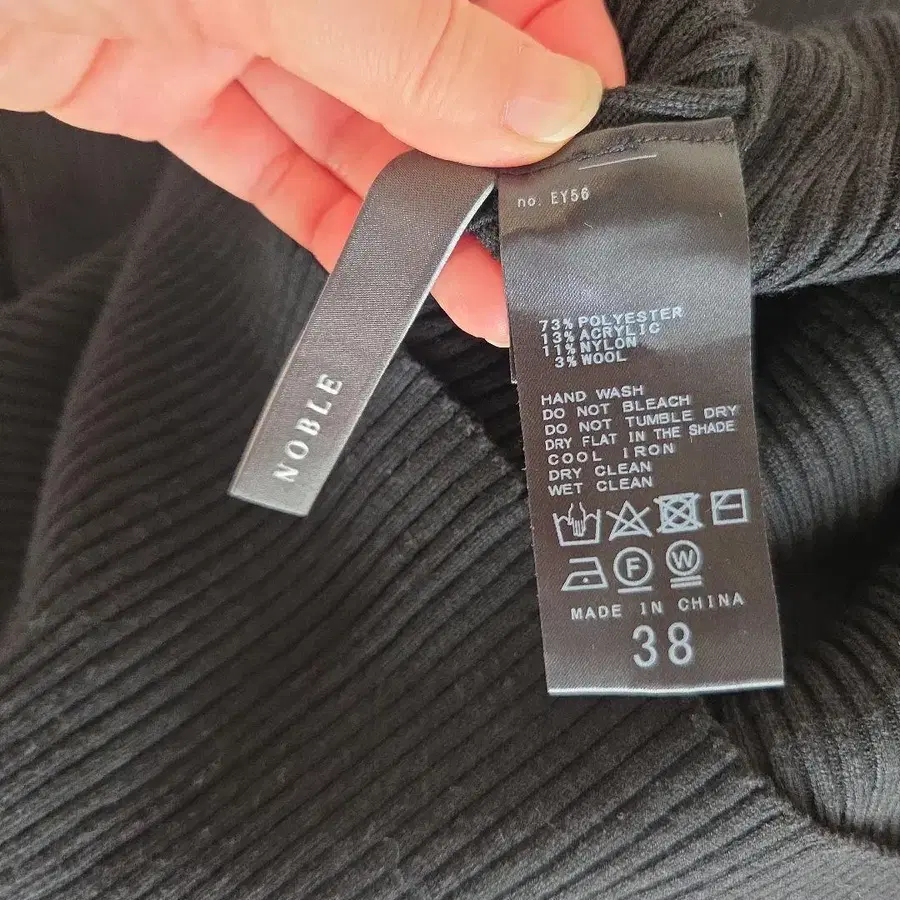 NOBLE
no. EY56
73% POLYESTER
13% ACRYLIC
11% NYLON
3% WOOL
HAND WASH
DO NOT BLEACH
DO NOT TUMBLE DRY
DRY FLAT IN THE SHADE
COOL IRON
DRY CLEAN
WET CLEAN
F W
MADE IN CHINA
38